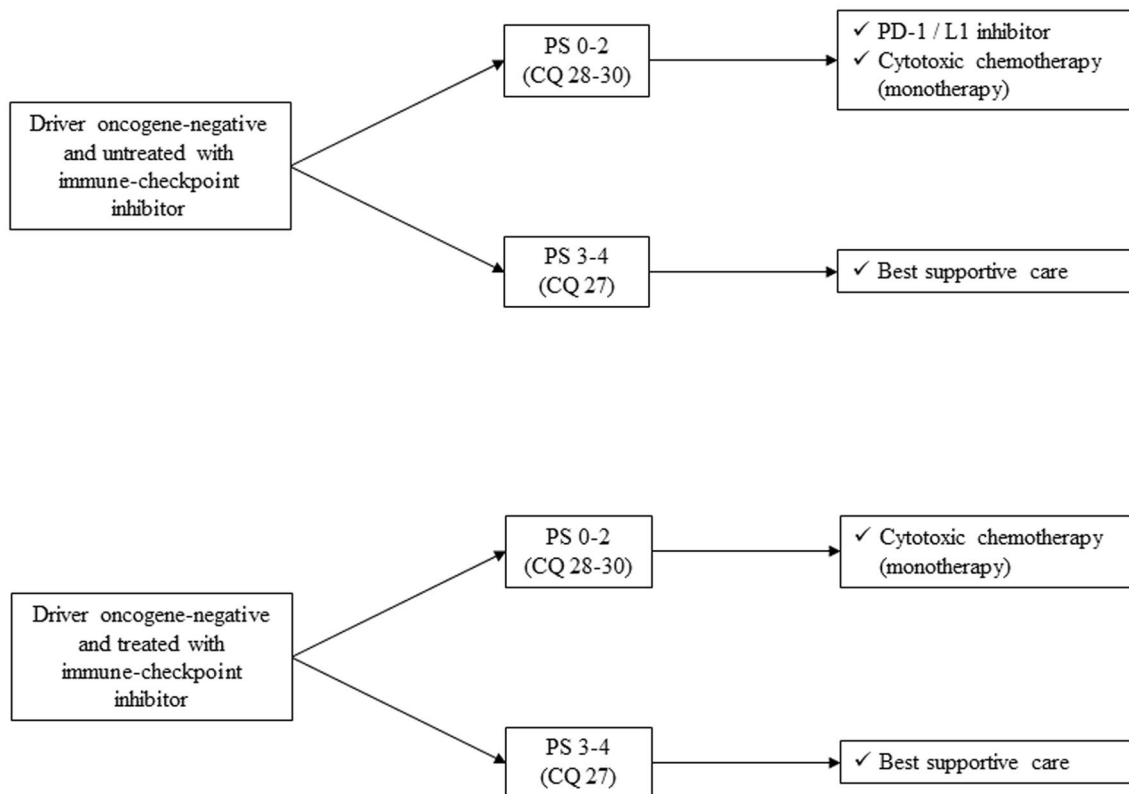 Driver oncogene-negative
and untreated with
immune-checkpoint
inhibitor
PS 0-2
(CQ 28-30)
✓ PD-1 / L1 inhibitor
✓ Cytotoxic chemotherapy
(monotherapy)
PS 3-4
(CQ 27)
✓ Best supportive care
Driver oncogene-negative
and treated with
immune-checkpoint
inhibitor
PS 0-2
(CQ 28-30)
✓ Cytotoxic chemotherapy
(monotherapy)
PS 3-4
(CQ 27)
✓ Best supportive care